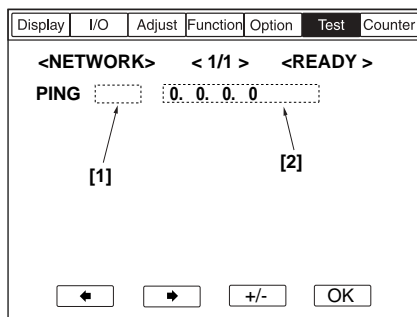 Display I/O Adjust Function Option Test Counter
<NETWORK> < 1/1 > <READY >
PING 0. 0. 0. 0
[1] [2]
+/- OK